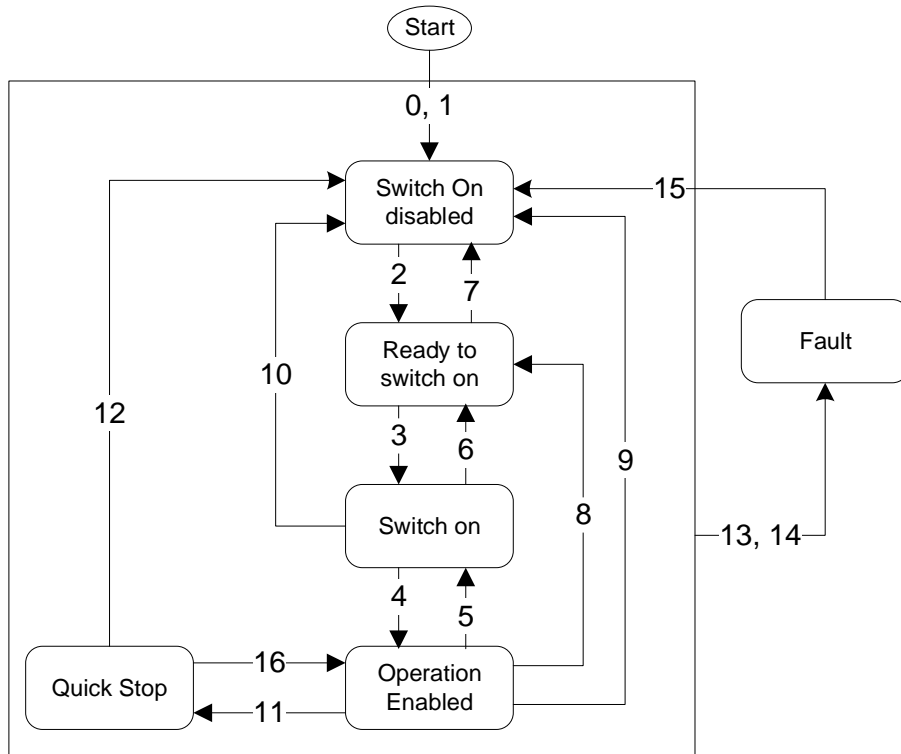 Start
0, 1
Switch On
disabled
15
2
7
Ready to
switch on
Fault
10
12
3
6
9
8
Switch on
13, 14
4
5
16
Quick Stop
Operation
Enabled
11